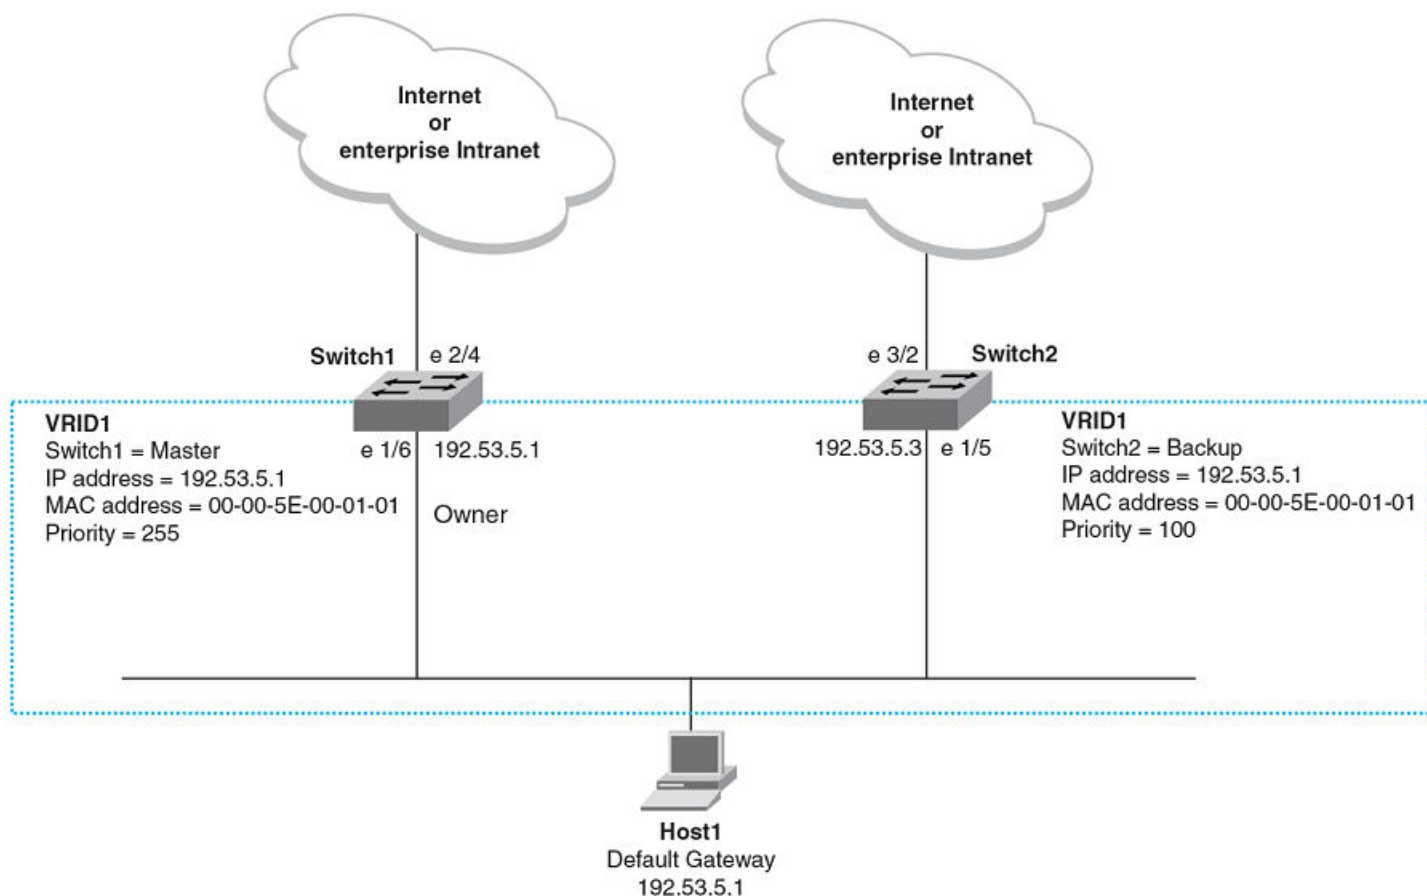 Internet
or
enterprise Intranet
Internet
or
enterprise Intranet
Switch1
e 2/4
e 3/2
Switch2
VRID1
Switch1 = Master
IP address = 192.53.5.1
MAC address = 00-00-5E-00-01-01
Priority = 255
e 1/6
192.53.5.1
Owner
192.53.5.3
e 1/5
VRID1
Switch2 = Backup
IP address = 192.53.5.1
MAC address = 00-00-5E-00-01-01
Priority = 100
Host1
Default Gateway
192.53.5.1